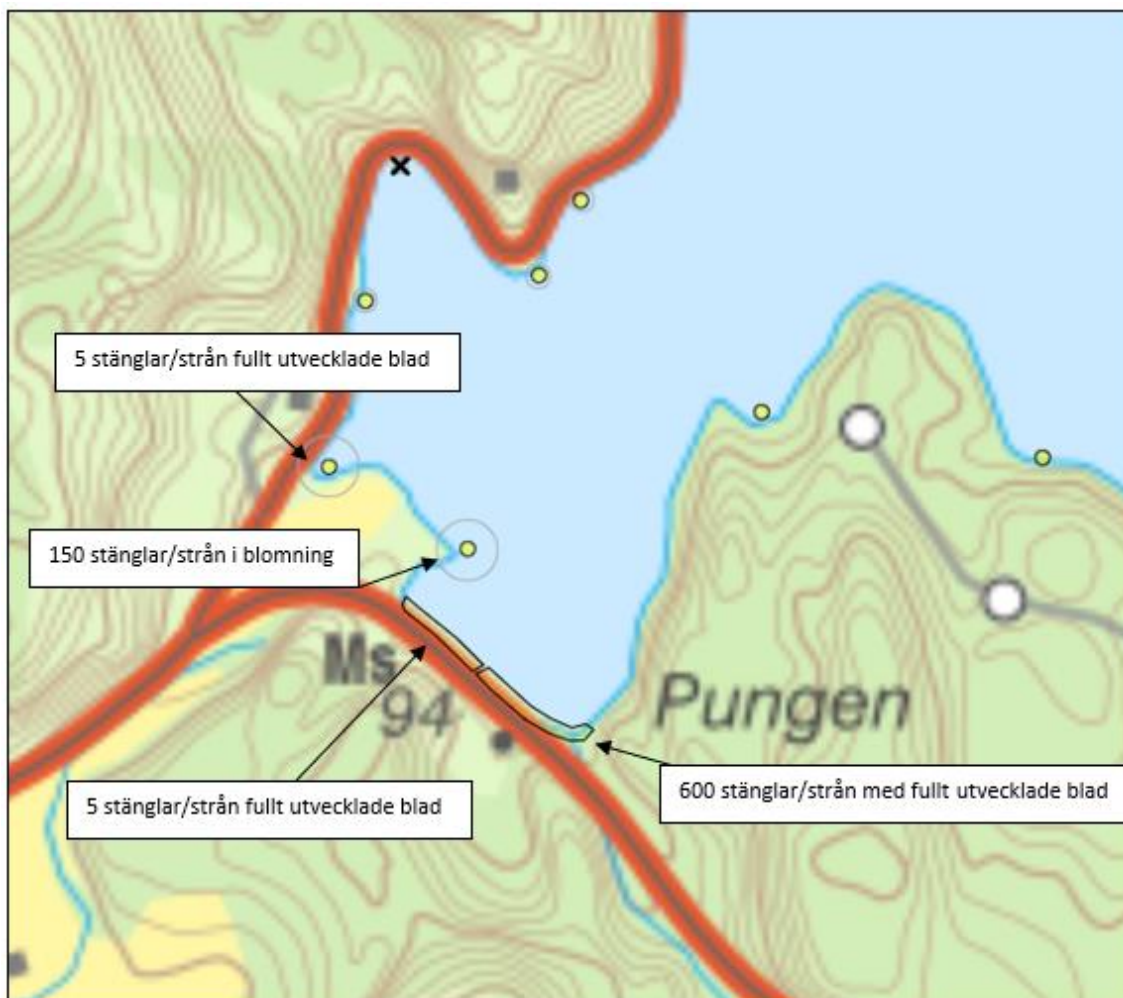 5 stänglar/strån fullt utvecklade blad
150 stänglar/strån i blomning
Ms
94
Pungen
5 stänglar/strån fullt utvecklade blad
600 stänglar/strån med fullt utvecklade blad